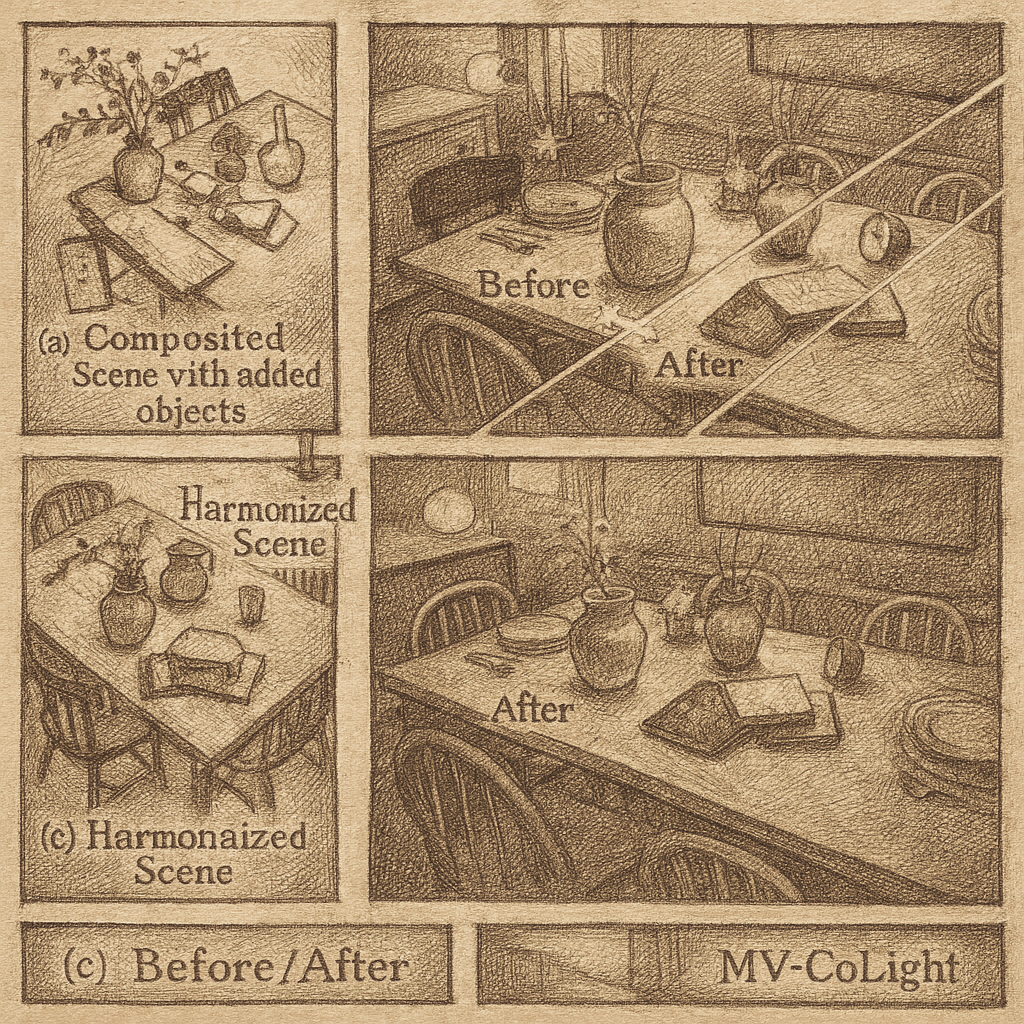 (a) Composited
Scene vith added
objects
Before
After
Harmonized
Scene
(c) Harmonaized
Scene
After
(c) Before/After
MV-CoLight